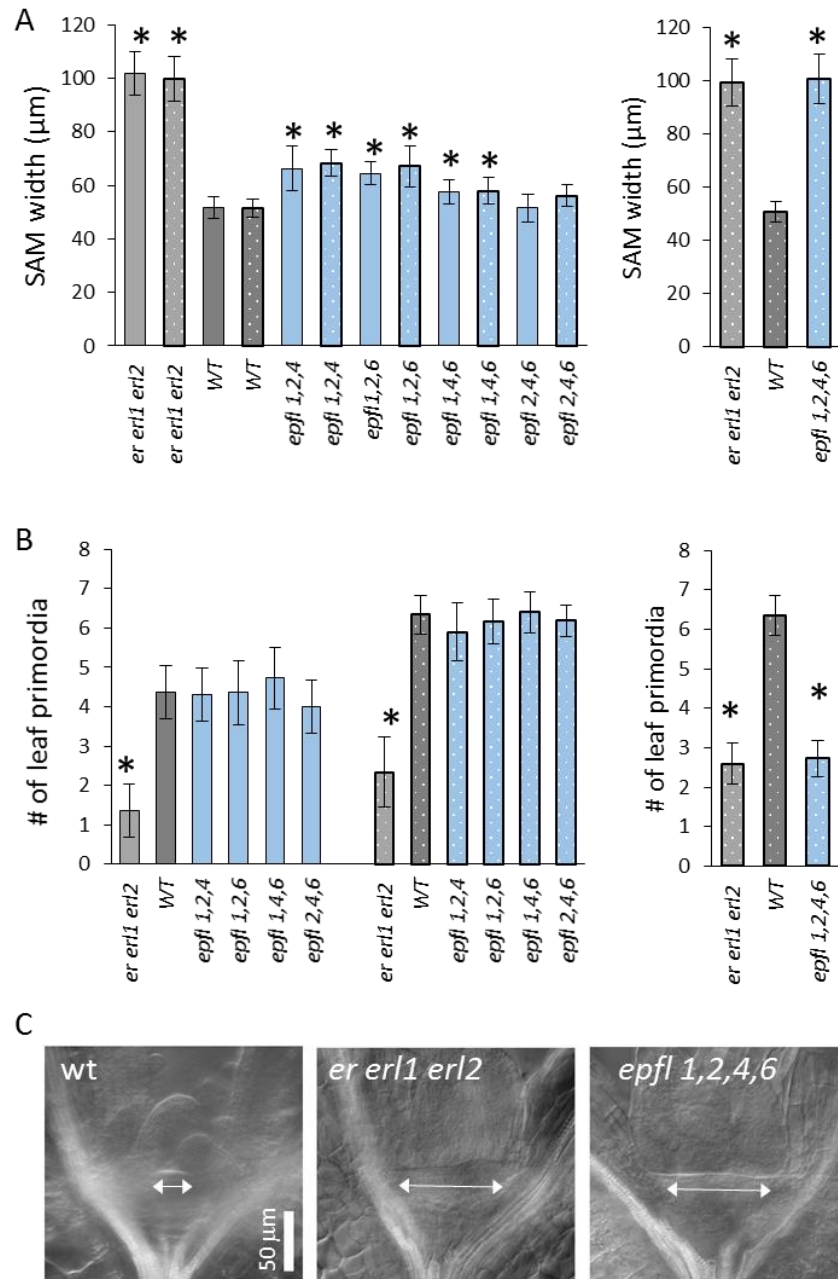 A
SAM width (µm)
120
100
80
60
40
20
0
* * * * * * * *
er erl1 erl2
er erl1 erl2
WT
WT
epfl 1,2,4
epfl 1,2,4
epfl1,2,6
epfl 1,2,6
epfl 1,4,6
epfl 1,4,6
epfl 2,4,6
epfl 2,4,6
SAM width (µm)
120
100
80
60
40
20
0
* *
er erl1 erl2
WT
epfl 1,2,4,6
B
# of leaf primordia
8
7
6
5
4
3
2
1
0
* *
er erl1 erl2
WT
epfl 1,2,4
epfl 1,2,6
epfl 1,4,6
epfl 2,4,6
er erl1 erl2
WT
epfl 1,2,4
epfl 1,2,6
epfl 1,4,6
epfl 2,4,6
# of leaf primordia
8
7
6
5
4
3
2
1
0
* *
er erl1 erl2
WT
epfl 1,2,4,6
C
wt
50 µm
er erl1 erl2
epfl 1,2,4,6